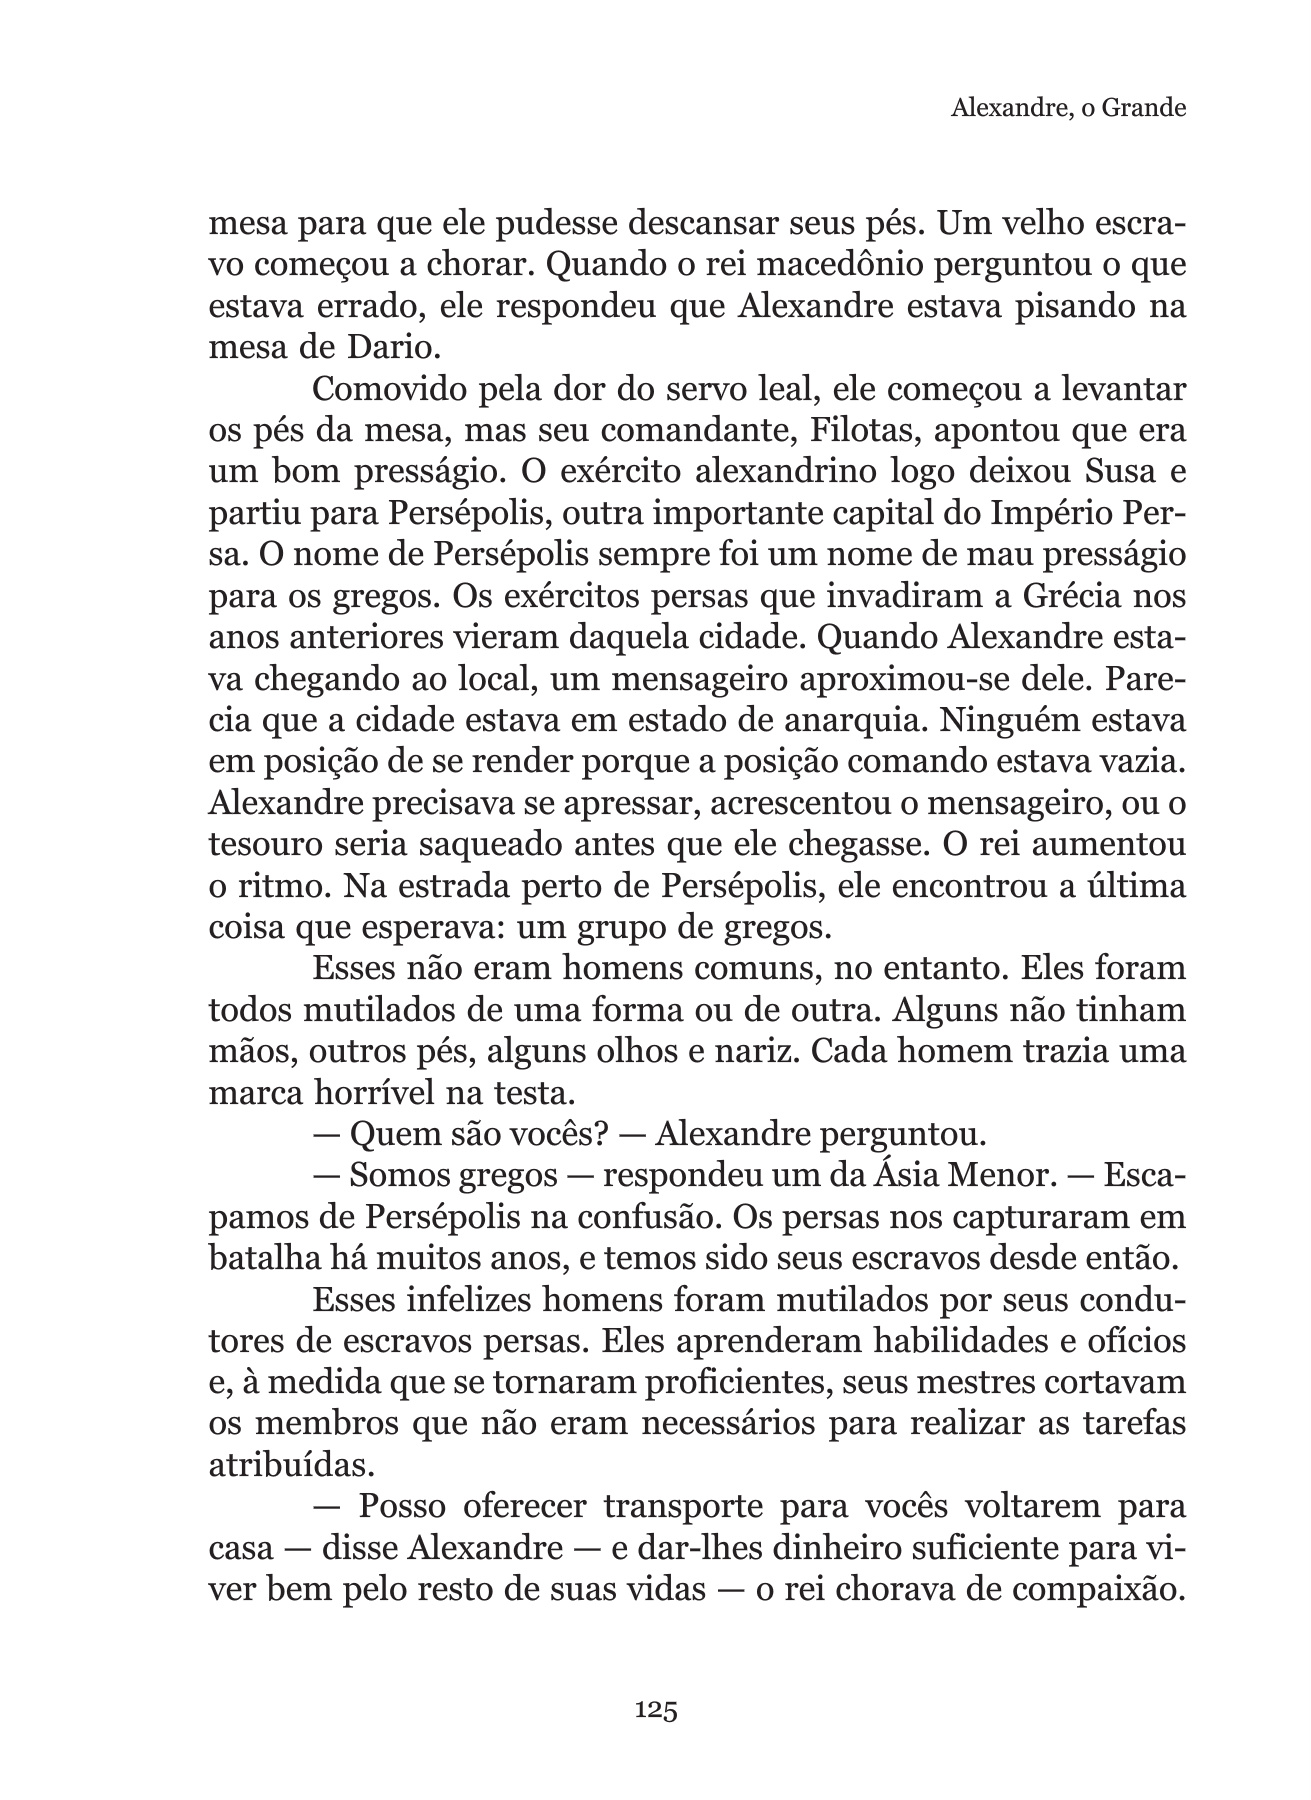 Alexandre, o Grande
mesa para que ele pudesse descansar seus pés. Um velho escra-
vo começou a chorar. Quando o rei macedônio perguntou o que
estava errado, ele respondeu que Alexandre estava pisando na
mesa de Dario.
Comovido pela dor do servo leal, ele começou a levantar
os pés da mesa, mas seu comandante, Filotas, apontou que era
um bom presságio. O exército alexandrino logo deixou Susa e
partiu para Persépolis, outra importante capital do Império Per-
sa. O nome de Persépolis sempre foi um nome de mau presságio
para os gregos. Os exércitos persas que invadiram a Grécia nos
anos anteriores vieram daquela cidade. Quando Alexandre esta-
va chegando ao local, um mensageiro aproximou-se dele. Pare-
cia que a cidade estava em estado de anarquia. Ninguém estava
em posição de se render porque a posição comando estava vazia.
Alexandre precisava se apressar, acrescentou o mensageiro, ou o
tesouro seria saqueado antes que ele chegasse. O rei aumentou
o ritmo. Na estrada perto de Persépolis, ele encontrou a última
coisa que esperava: um grupo de gregos.
Esses não eram homens comuns, no entanto. Eles foram
todos mutilados de uma forma ou de outra. Alguns não tinham
mãos, outros pés, alguns olhos e nariz. Cada homem trazia uma
marca horrível na testa.
— Quem são vocês? — Alexandre perguntou.
— Somos gregos — respondeu um da Ásia Menor. — Esca-
pamos de Persépolis na confusão. Os persas nos capturaram em
batalha há muitos anos, e temos sido seus escravos desde então.
Esses infelizes homens foram mutilados por seus condu-
tores de escravos persas. Eles aprenderam habilidades e ofícios
e, à medida que se tornaram proficientes, seus mestres cortavam
os membros que não eram necessários para realizar as tarefas
atribuídas.
— Posso oferecer transporte para vocês voltarem para
casa — disse Alexandre — e dar-lhes dinheiro suficiente para vi-
ver bem pelo resto de suas vidas — o rei chorava de compaixão.
125